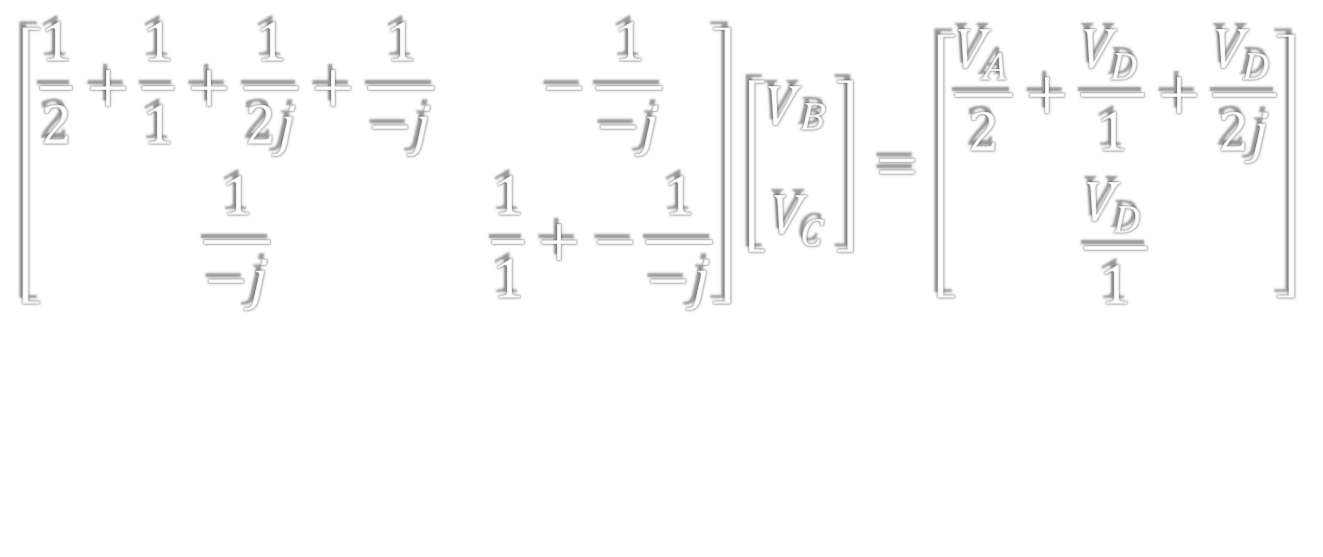 [ 1/2 + 1/1 + 1/2j + 1/−j    − 1/−j ] [ V_B ] = [ V_A/2 + V_D/1 + V_D/2j ]
[ 1/−j    1/1 + − 1/−j ] [ V_C ] [ V_D/1 ]